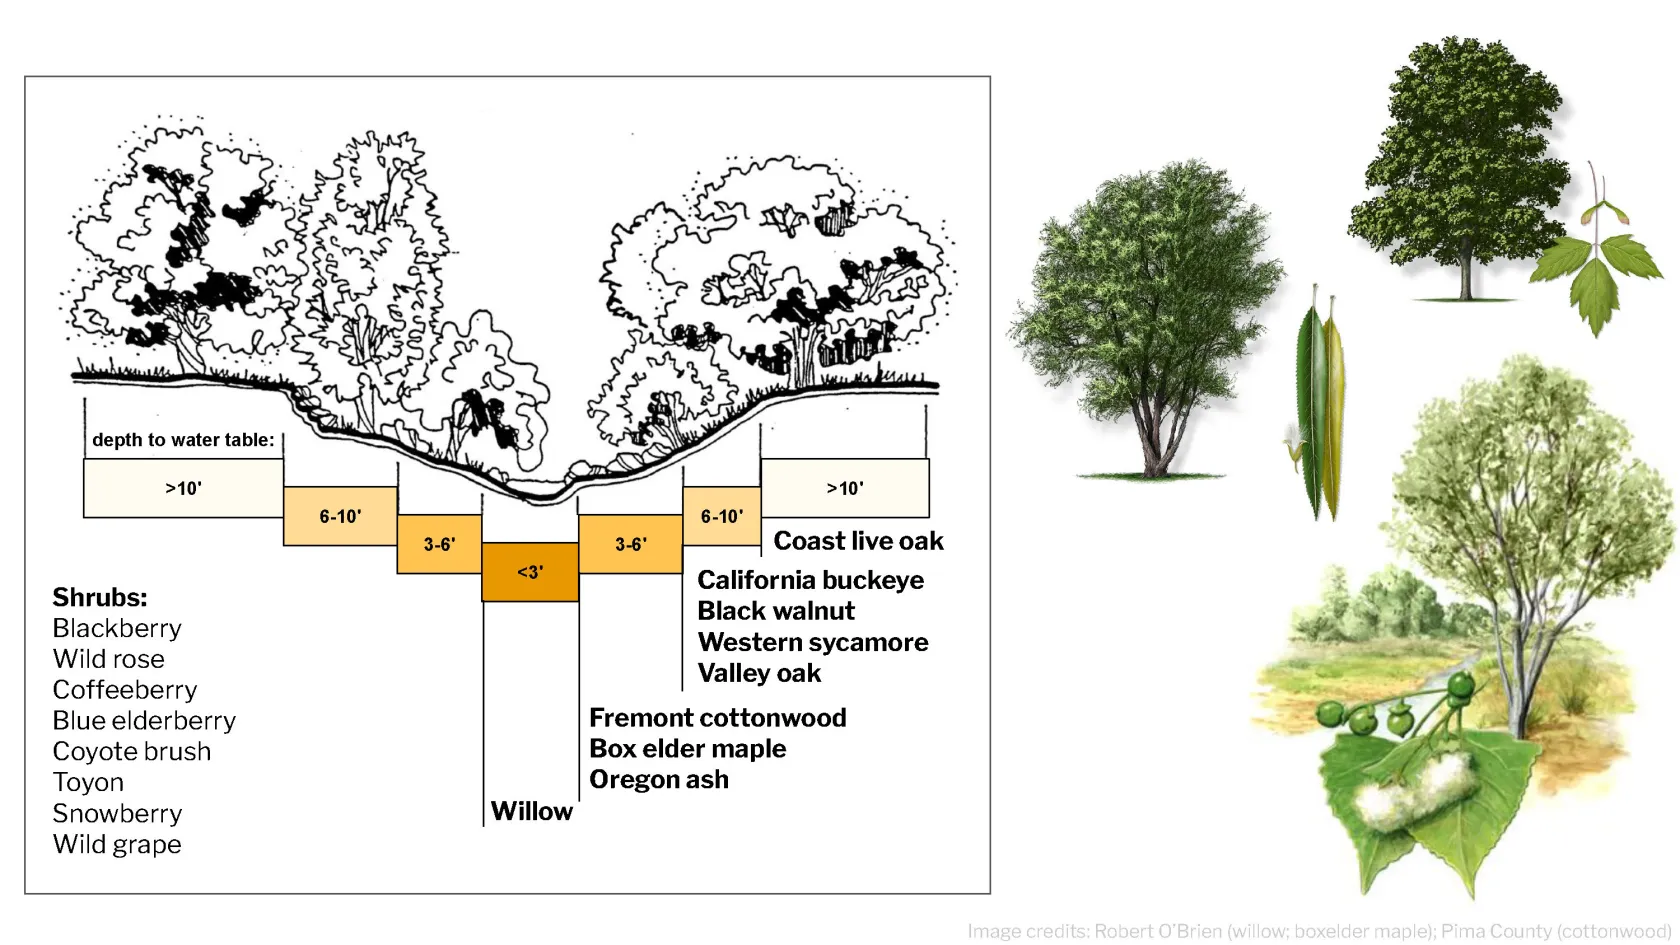 depth to water table:
>10'
6-10'
3-6'
<3'
3-6'
6-10'
>10'
Coast live oak
California buckeye
Black walnut
Western sycamore
Valley oak
Fremont cottonwood
Box elder maple
Oregon ash
Willow
Shrubs:
Blackberry
Wild rose
Coffeeberry
Blue elderberry
Coyote brush
Toyon
Snowberry
Wild grape
Image credits: Robert O'Brien (willow; boxelder maple); Pima County (cottonwood)